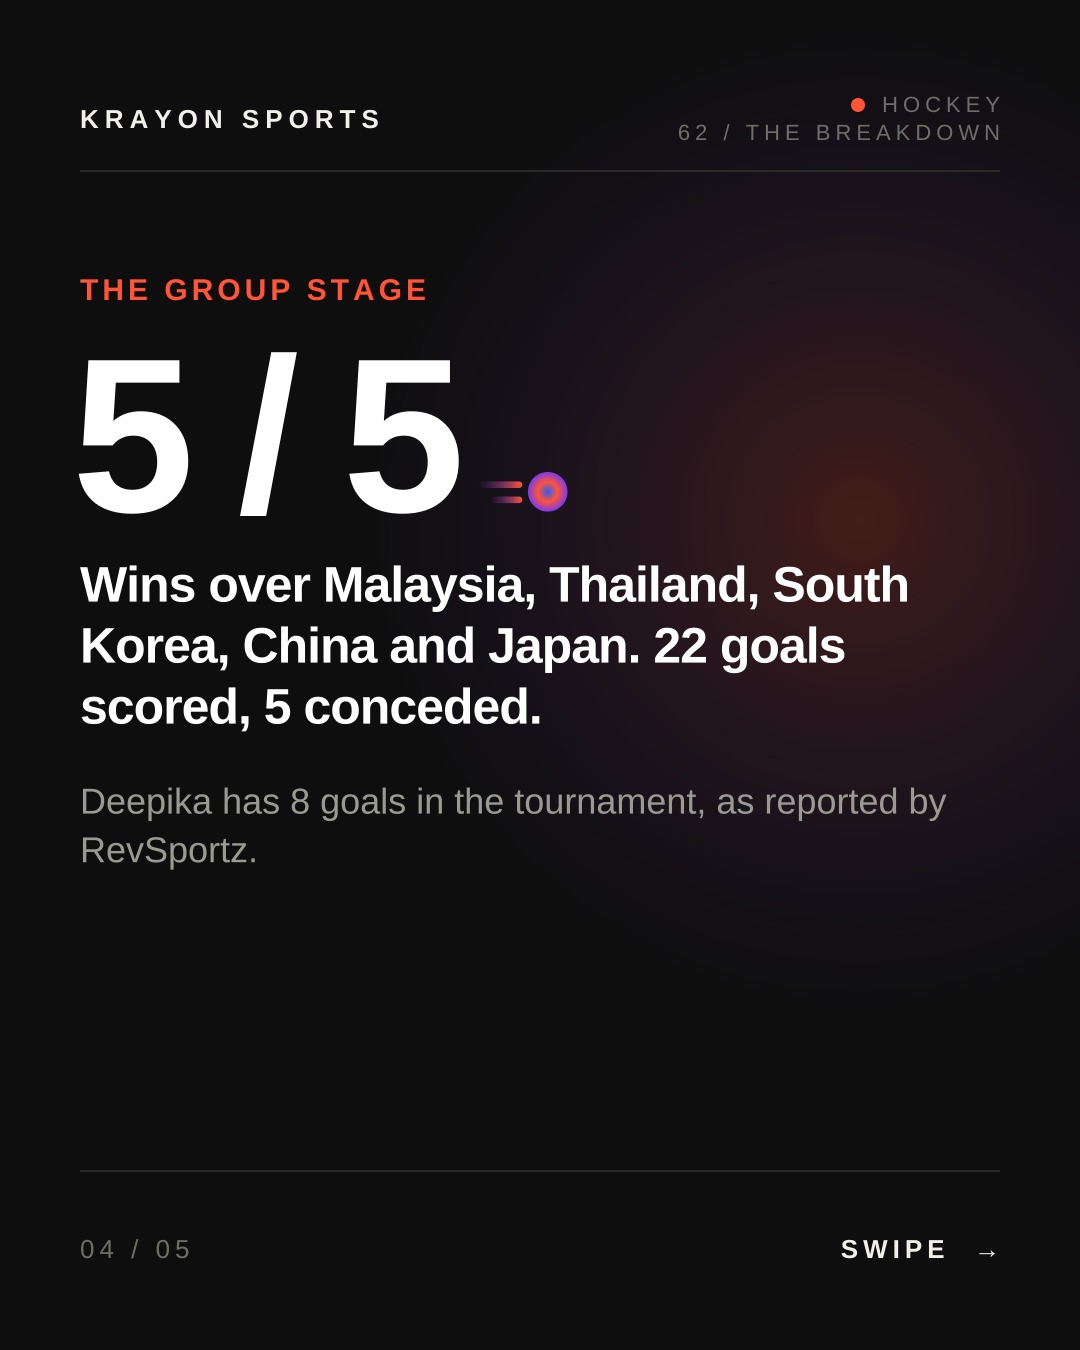 KRAYON SPORTS
HOCKEY
62 / THE BREAKDOWN
THE GROUP STAGE
5 / 5
Wins over Malaysia, Thailand, South
Korea, China and Japan. 22 goals
scored, 5 conceded.
Deepika has 8 goals in the tournament, as reported by
RevSportz.
04 / 05
SWIPE →